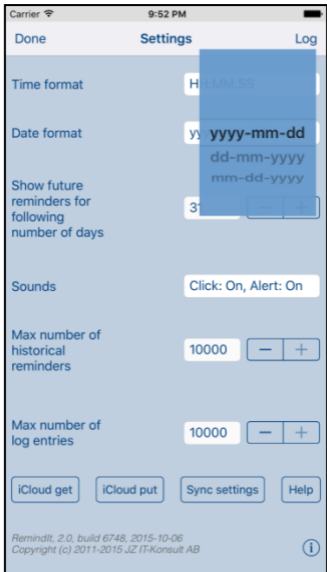 Carrier 9:52 PM
Done Settings Log
Time format HH:MM:SS
Date format yyyy-mm-dd
dd-mm-yyyy
mm-dd-yyyy
Show future
reminders for
following
number of days
31 — +
Sounds Click: On, Alert: On
Max number of
historical
reminders
10000 — +
Max number of
log entries
10000 — +
iCloud get iCloud put Sync settings Help
RemindIt, 2.0, build 6748, 2015-10-06
Copyright (c) 2011-2015 JZ IT-Konsult AB